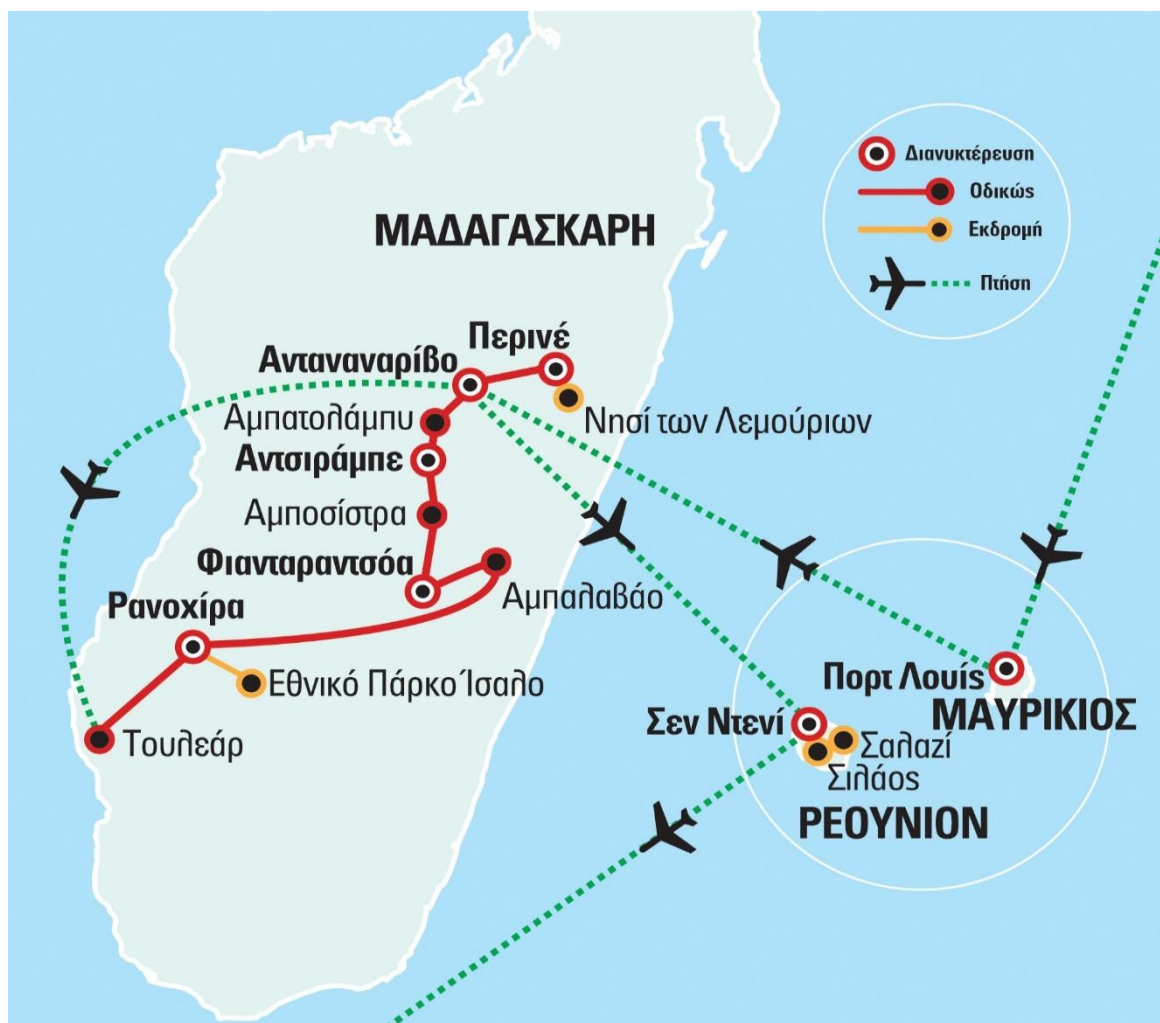 Διανυκτέρευση
Οδικώς
Εκδρομή
Πτήση
ΜΑΔΑΓΑΣΚΑΡΗ
Περινέ
Ανταναναρίβο
Νησί των Λεμούριων
Αμπατολάμπυ
Αντσιράμπε
Αμποσίστρα
Φιανταραντσόα
Αμπαλαβάο
Ρανοχίρα
Εθνικό Πάρκο Ίσαλο
Τουλεάρ
Πορτ Λουίς
ΜΑΥΡΙΚΙΟΣ
Σεν Ντενί
Σαλαζί
Σιλάος
ΡΕΟΥΝΙΟΝ